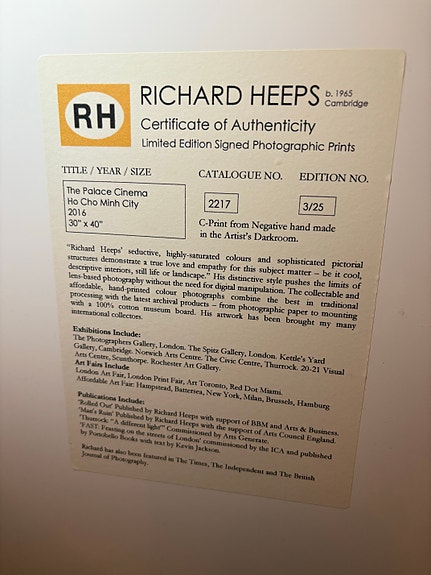 RH
RICHARD HEEPS b. 1965
Cambridge
Certificate of Authenticity
Limited Edition Signed Photographic Prints
TITLE / YEAR / SIZE
CATALOGUE NO.
EDITION NO.
The Palace Cinema
Ho Cho Minh City
2016
30" x 40"
2217
3/25
C-Print from Negative hand made
in the Artist's Darkroom.
"Richard Heeps' seductive, highly-saturated colours and sophisticated pictorial
structures demonstrate a true love and empathy for this subject matter – be it cool,
descriptive interiors, still life or landscape." His distinctive style pushes the limits of
lens-based photography without the need for digital manipulation. The collectable and
affordable, hand-printed colour photographs combine the best in traditional
processing with the latest archival products – from photographic paper to mounting
with a 100% cotton museum board. His artwork has been brought my many
international collectors.
Exhibitions Include:
The Photographers Gallery, London. The Spitz Gallery, London. Kettle's Yard
Gallery, Cambridge. Norwich Arts Centre. The Civic Centre, Thurrock. 20-21 Visual
Arts Centre, Scunthorpe. Rochester Art Gallery.
Art Fairs Include
London Art Fair, London Print Fair, Art Toronto, Red Dot Miami.
Affordable Art Fair: Hampstead, Battersea, New York, Milan, Brussels, Hamburg
Publications Include:
'Rolled Out' Published by Richard Heeps with support of BBM and Arts & Business.
'Man's Ruin' Published by Richard Heeps with the support of Arts Council England.
'Thurrock: "A different light"' Commissioned by Arts Generate.
'FAST: Feasting on the streets of London' commissioned by the ICA and published
by Portobello Books with text by Kevin Jackson.
Richard has also been featured in The Times, The Independent and The British
Journal of Photography.